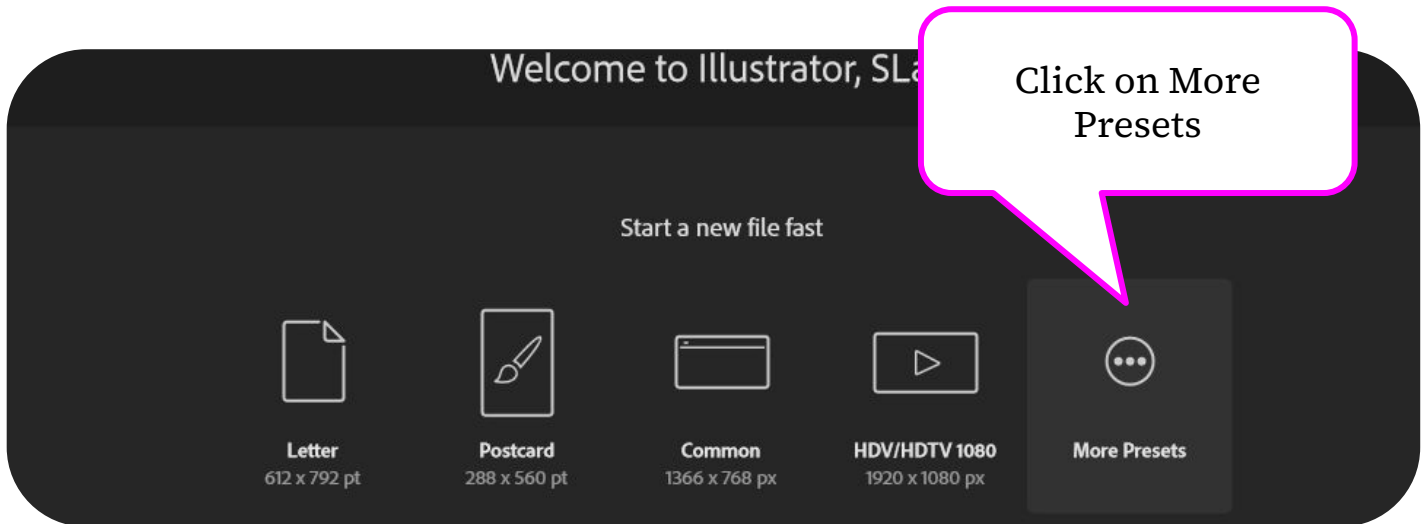 Welcome to Illustrator,
Click on More
Presets
Start a new file fast
Letter
612 x 792 pt
Postcard
288 x 560 pt
Common
1366 x 768 px
HDV/HDTV 1080
1920 x 1080 px
More Presets